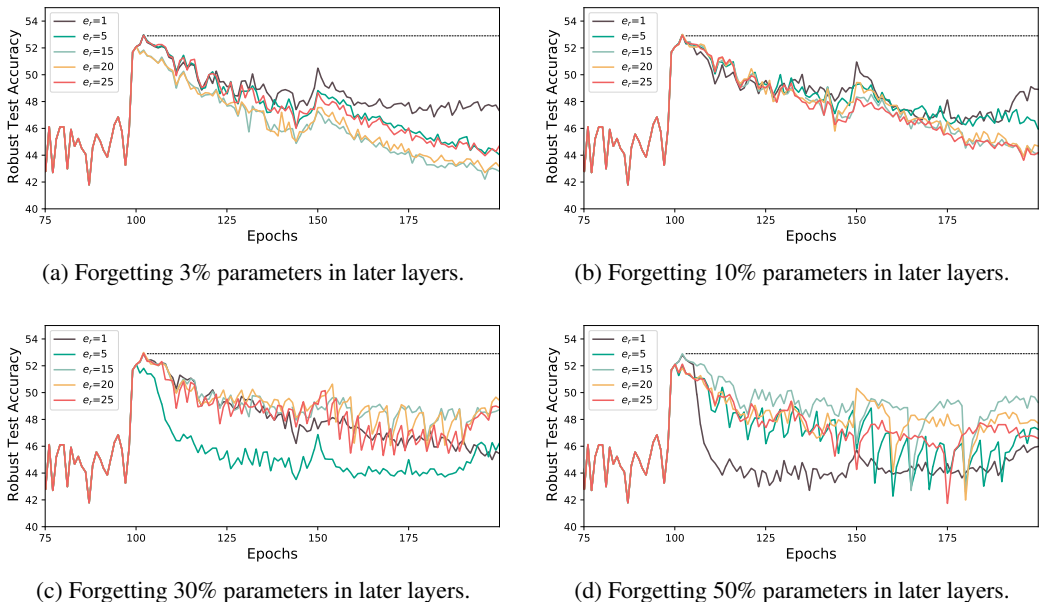 54
52
50
48
46
44
42
40
Robust Test Accuracy
e_r=1
e_r=5
e_r=15
e_r=20
e_r=25
75
100
125
150
175
Epochs
(a) Forgetting 3% parameters in later layers.
54
52
50
48
46
44
42
40
Robust Test Accuracy
e_r=1
e_r=5
e_r=15
e_r=20
e_r=25
75
100
125
150
175
Epochs
(b) Forgetting 10% parameters in later layers.
54
52
50
48
46
44
42
40
Robust Test Accuracy
e_r=1
e_r=5
e_r=15
e_r=20
e_r=25
75
100
125
150
175
Epochs
(c) Forgetting 30% parameters in later layers.
54
52
50
48
46
44
42
40
Robust Test Accuracy
e_r=1
e_r=5
e_r=15
e_r=20
e_r=25
75
100
125
150
175
Epochs
(d) Forgetting 50% parameters in later layers.